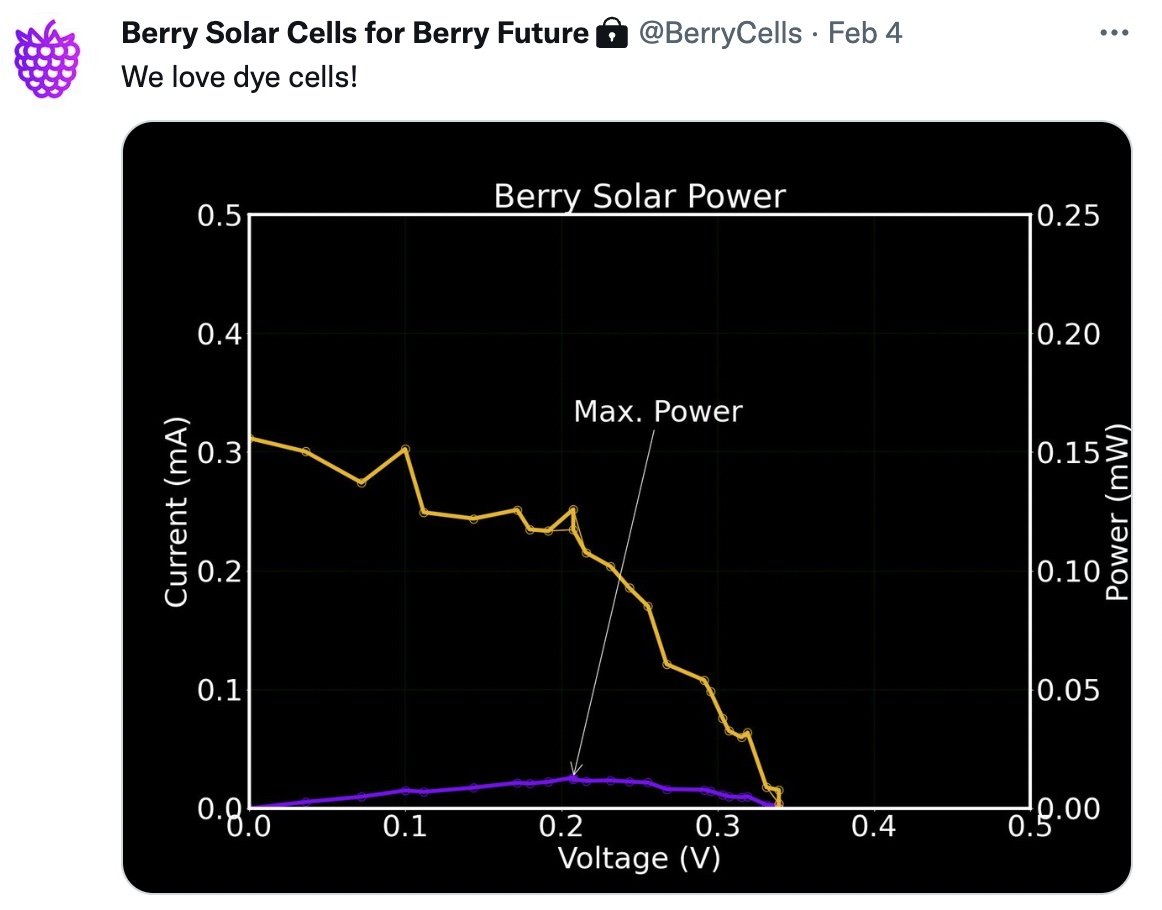 Berry Solar Cells for Berry Future🔒 @BerryCells · Feb 4
We love dye cells!
Berry Solar Power
0.5
0.4
0.3
0.2
0.1
0.0
Current (mA)
Max. Power
0.25
0.20
0.15
0.10
0.05
0.00
Power (mW)
0.0 0.1 0.2 0.3 0.4 0.5
Voltage (V)